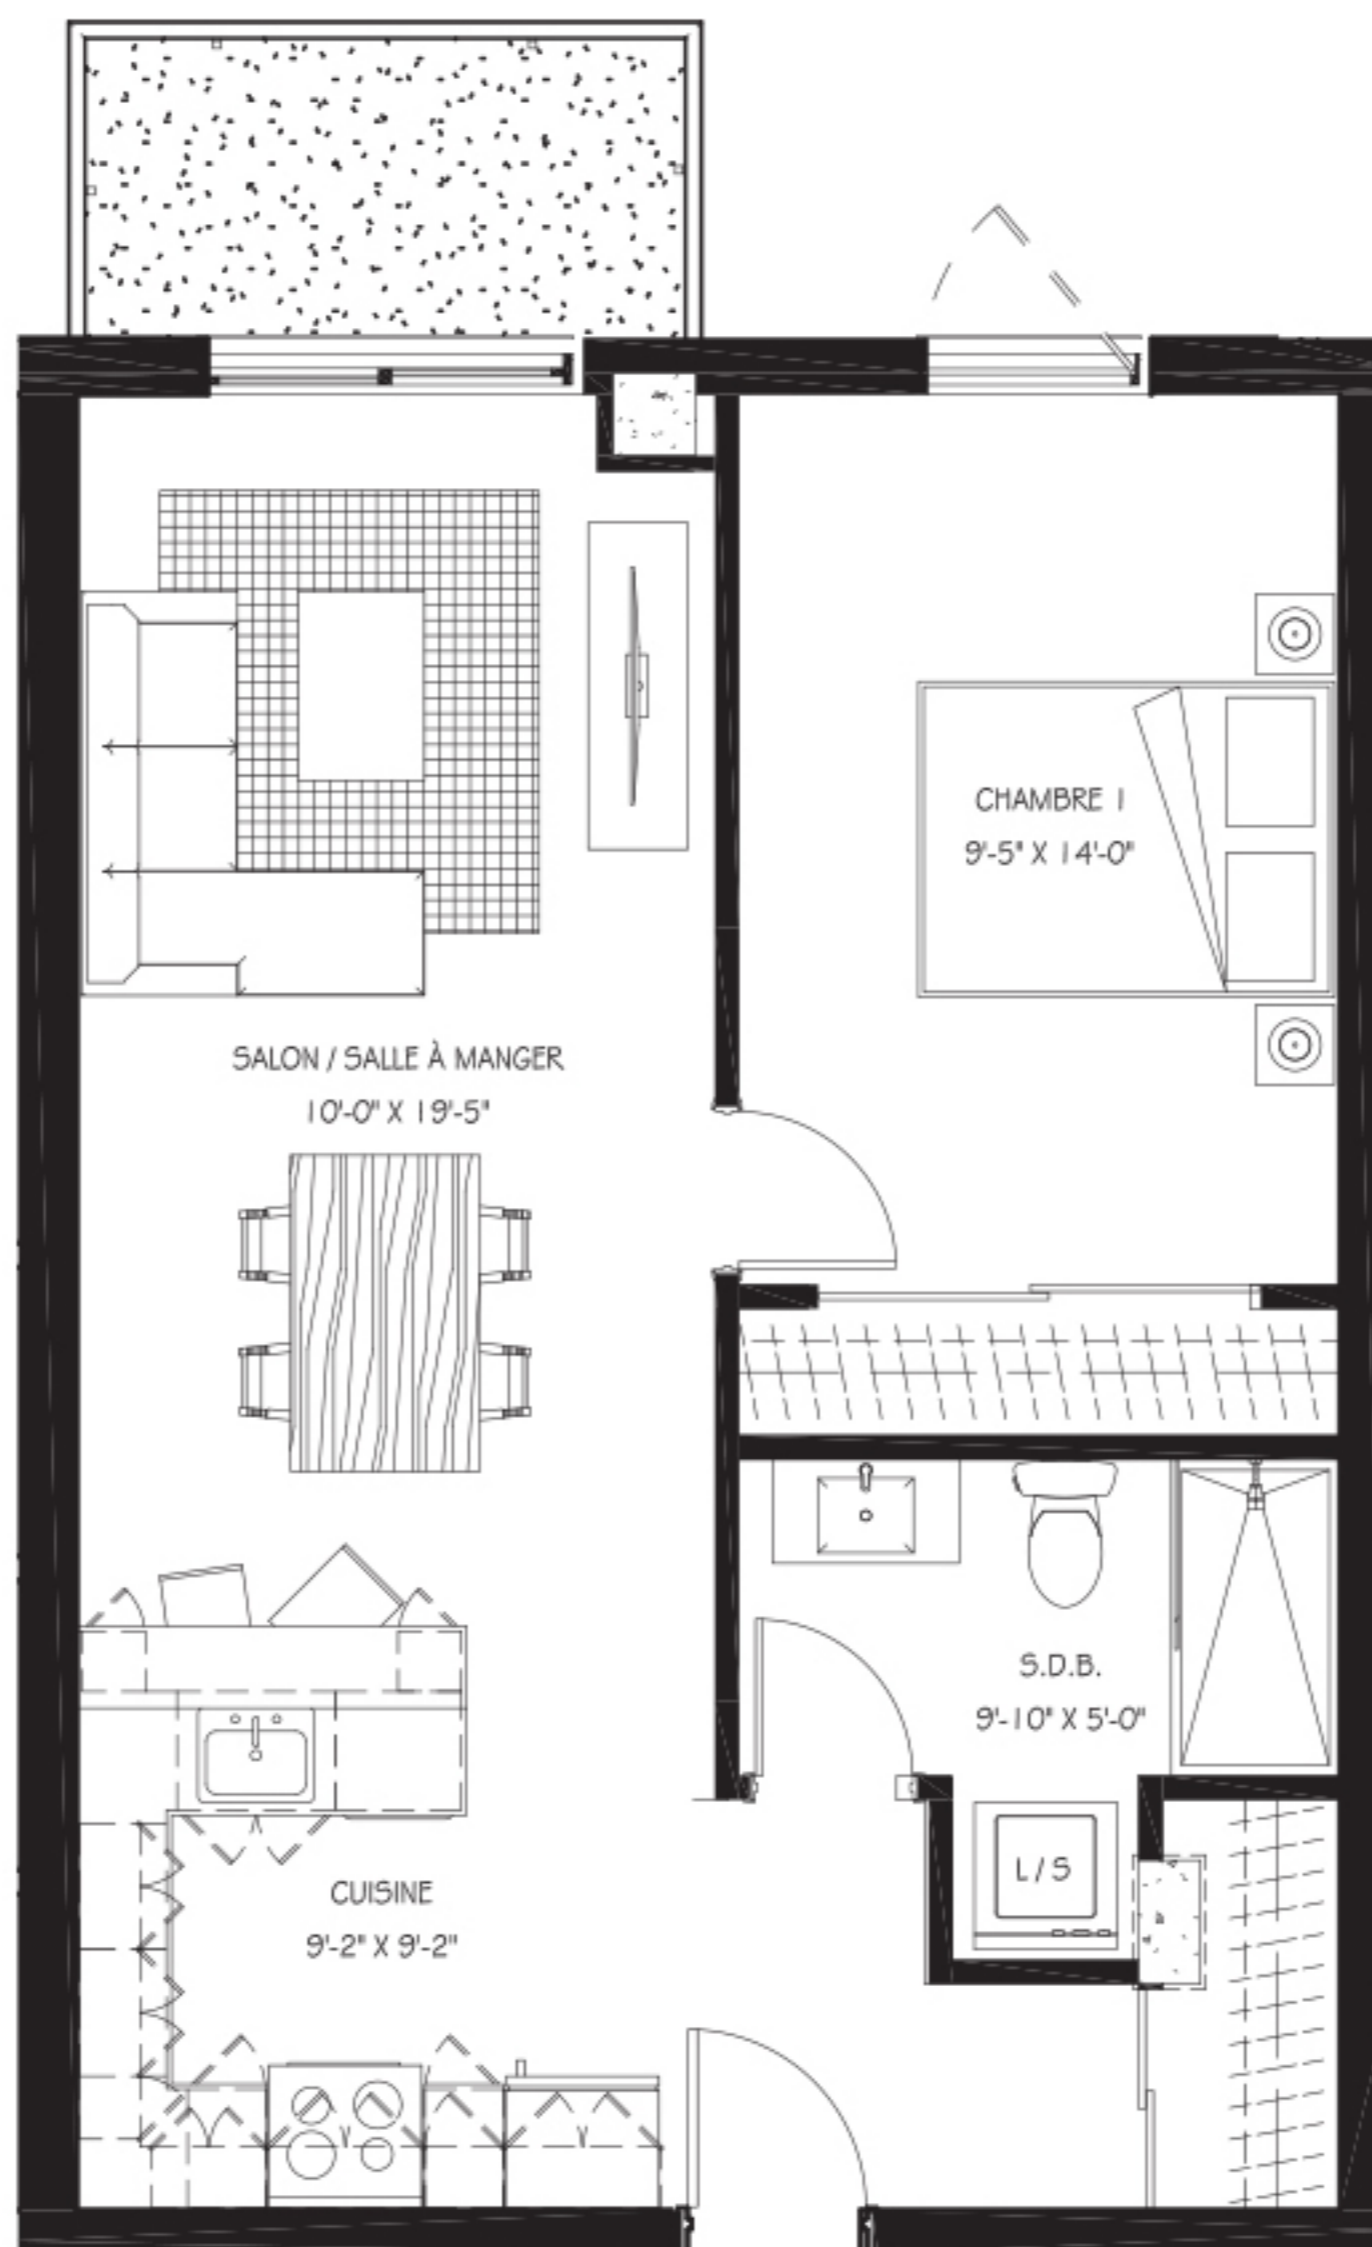 CHAMBRE 1
9'-5" X 14'-0"
SALON / SALLE À MANGER
10'-0" X 19'-5"
S.D.B.
9'-10" X 5'-0"
L / S
CUISINE
9'-2" X 9'-2"